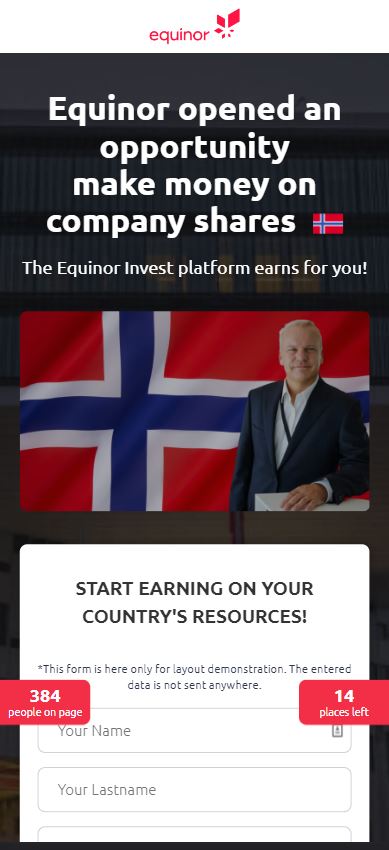 equinor
Equinor opened an
opportunity
make money on
company shares
The Equinor Invest platform earns for you!
START EARNING ON YOUR
COUNTRY'S RESOURCES!
*This form is here only for layout demonstration. The entered
data is not sent anywhere.
384
people on page
14
places left
Your Name
Your Lastname